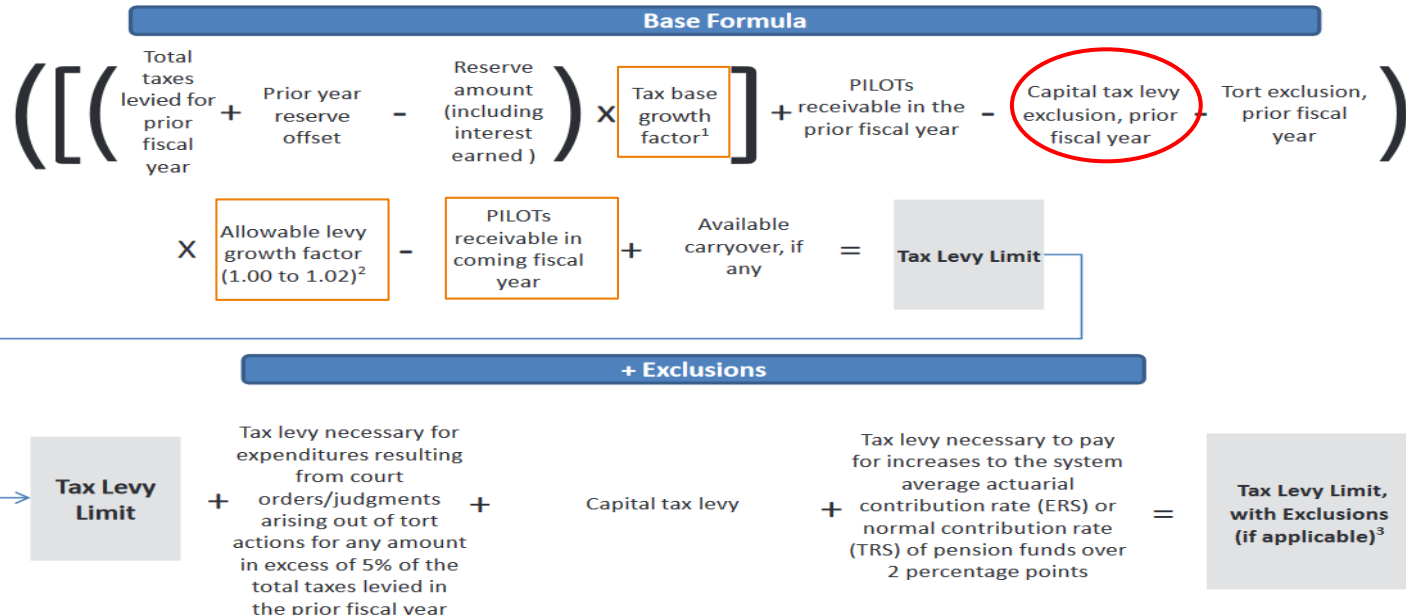 Base Formula
([(
Total
taxes
levied for
prior
fiscal
year
+
Prior year
reserve
offset
-
Reserve
amount
(including
interest
earned )
)
x
Tax base
growth
factor¹
]
+
PILOTs
receivable in the
prior fiscal year
-
Capital tax levy
exclusion, prior
fiscal year
-
Tort exclusion,
prior fiscal
year
)
X
Allowable levy
growth factor
(1.00 to 1.02)²
-
PILOTs
receivable in
coming fiscal
year
+
Available
carryover, if
any
=
Tax Levy Limit
+ Exclusions
Tax Levy
Limit
+
Tax levy necessary for
expenditures resulting
from court
orders/judgments
arising out of tort
actions for any amount
in excess of 5% of the
total taxes levied in
the prior fiscal year
+
Capital tax levy
+
Tax levy necessary to pay
for increases to the system
average actuarial
contribution rate (ERS) or
normal contribution rate
(TRS) of pension funds over
2 percentage points
=
Tax Levy Limit,
with Exclusions
(if applicable)³